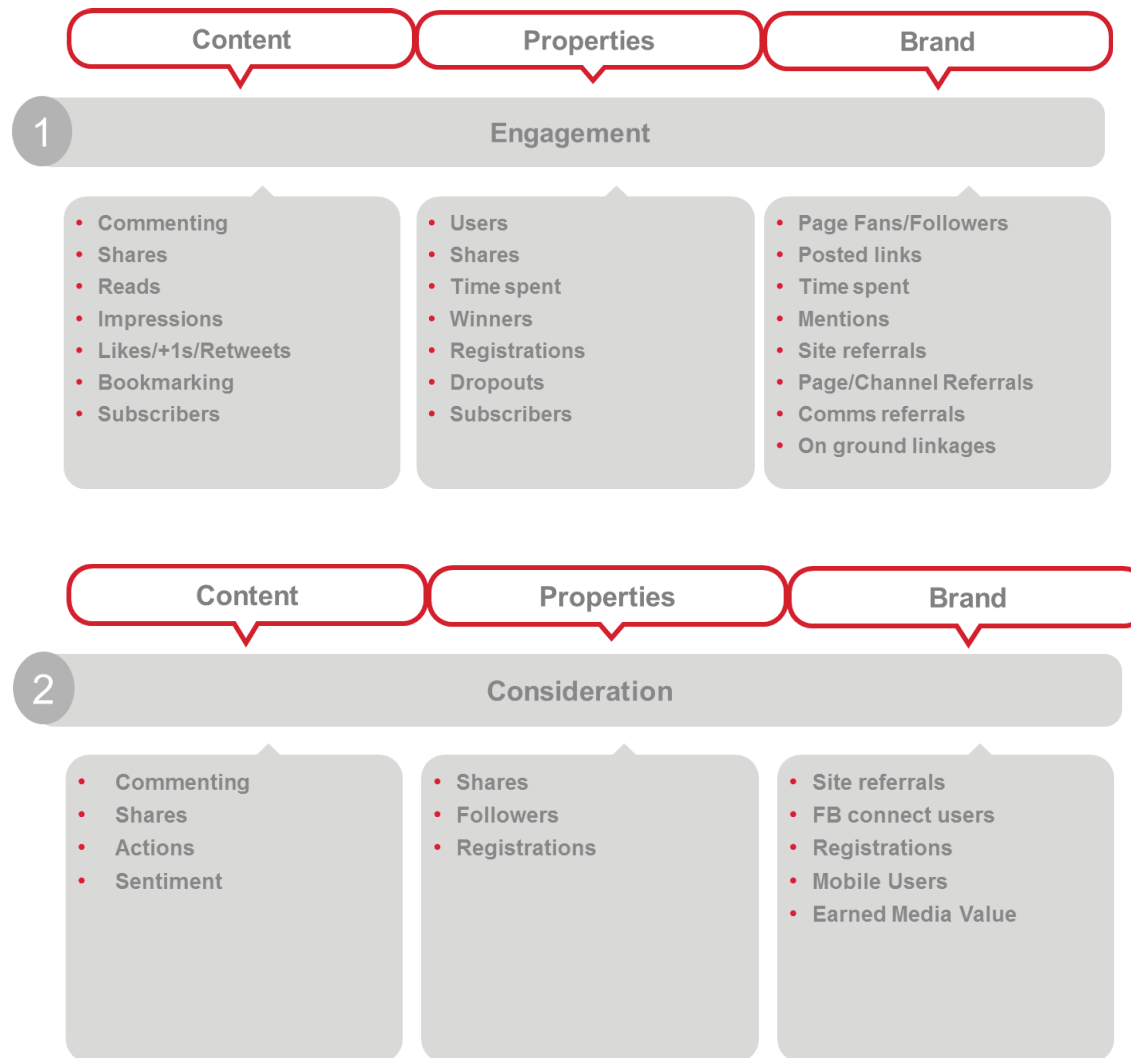 Content
Properties
Brand
1
Engagement
• Commenting
• Shares
• Reads
• Impressions
• Likes/+1s/Retweets
• Bookmarking
• Subscribers
• Users
• Shares
• Time spent
• Winners
• Registrations
• Dropouts
• Subscribers
• Page Fans/Followers
• Posted links
• Time spent
• Mentions
• Site referrals
• Page/Channel Referrals
• Comms referrals
• On ground linkages
Content
Properties
Brand
2
Consideration
• Commenting
• Shares
• Actions
• Sentiment
• Shares
• Followers
• Registrations
• Site referrals
• FB connect users
• Registrations
• Mobile Users
• Earned Media Value